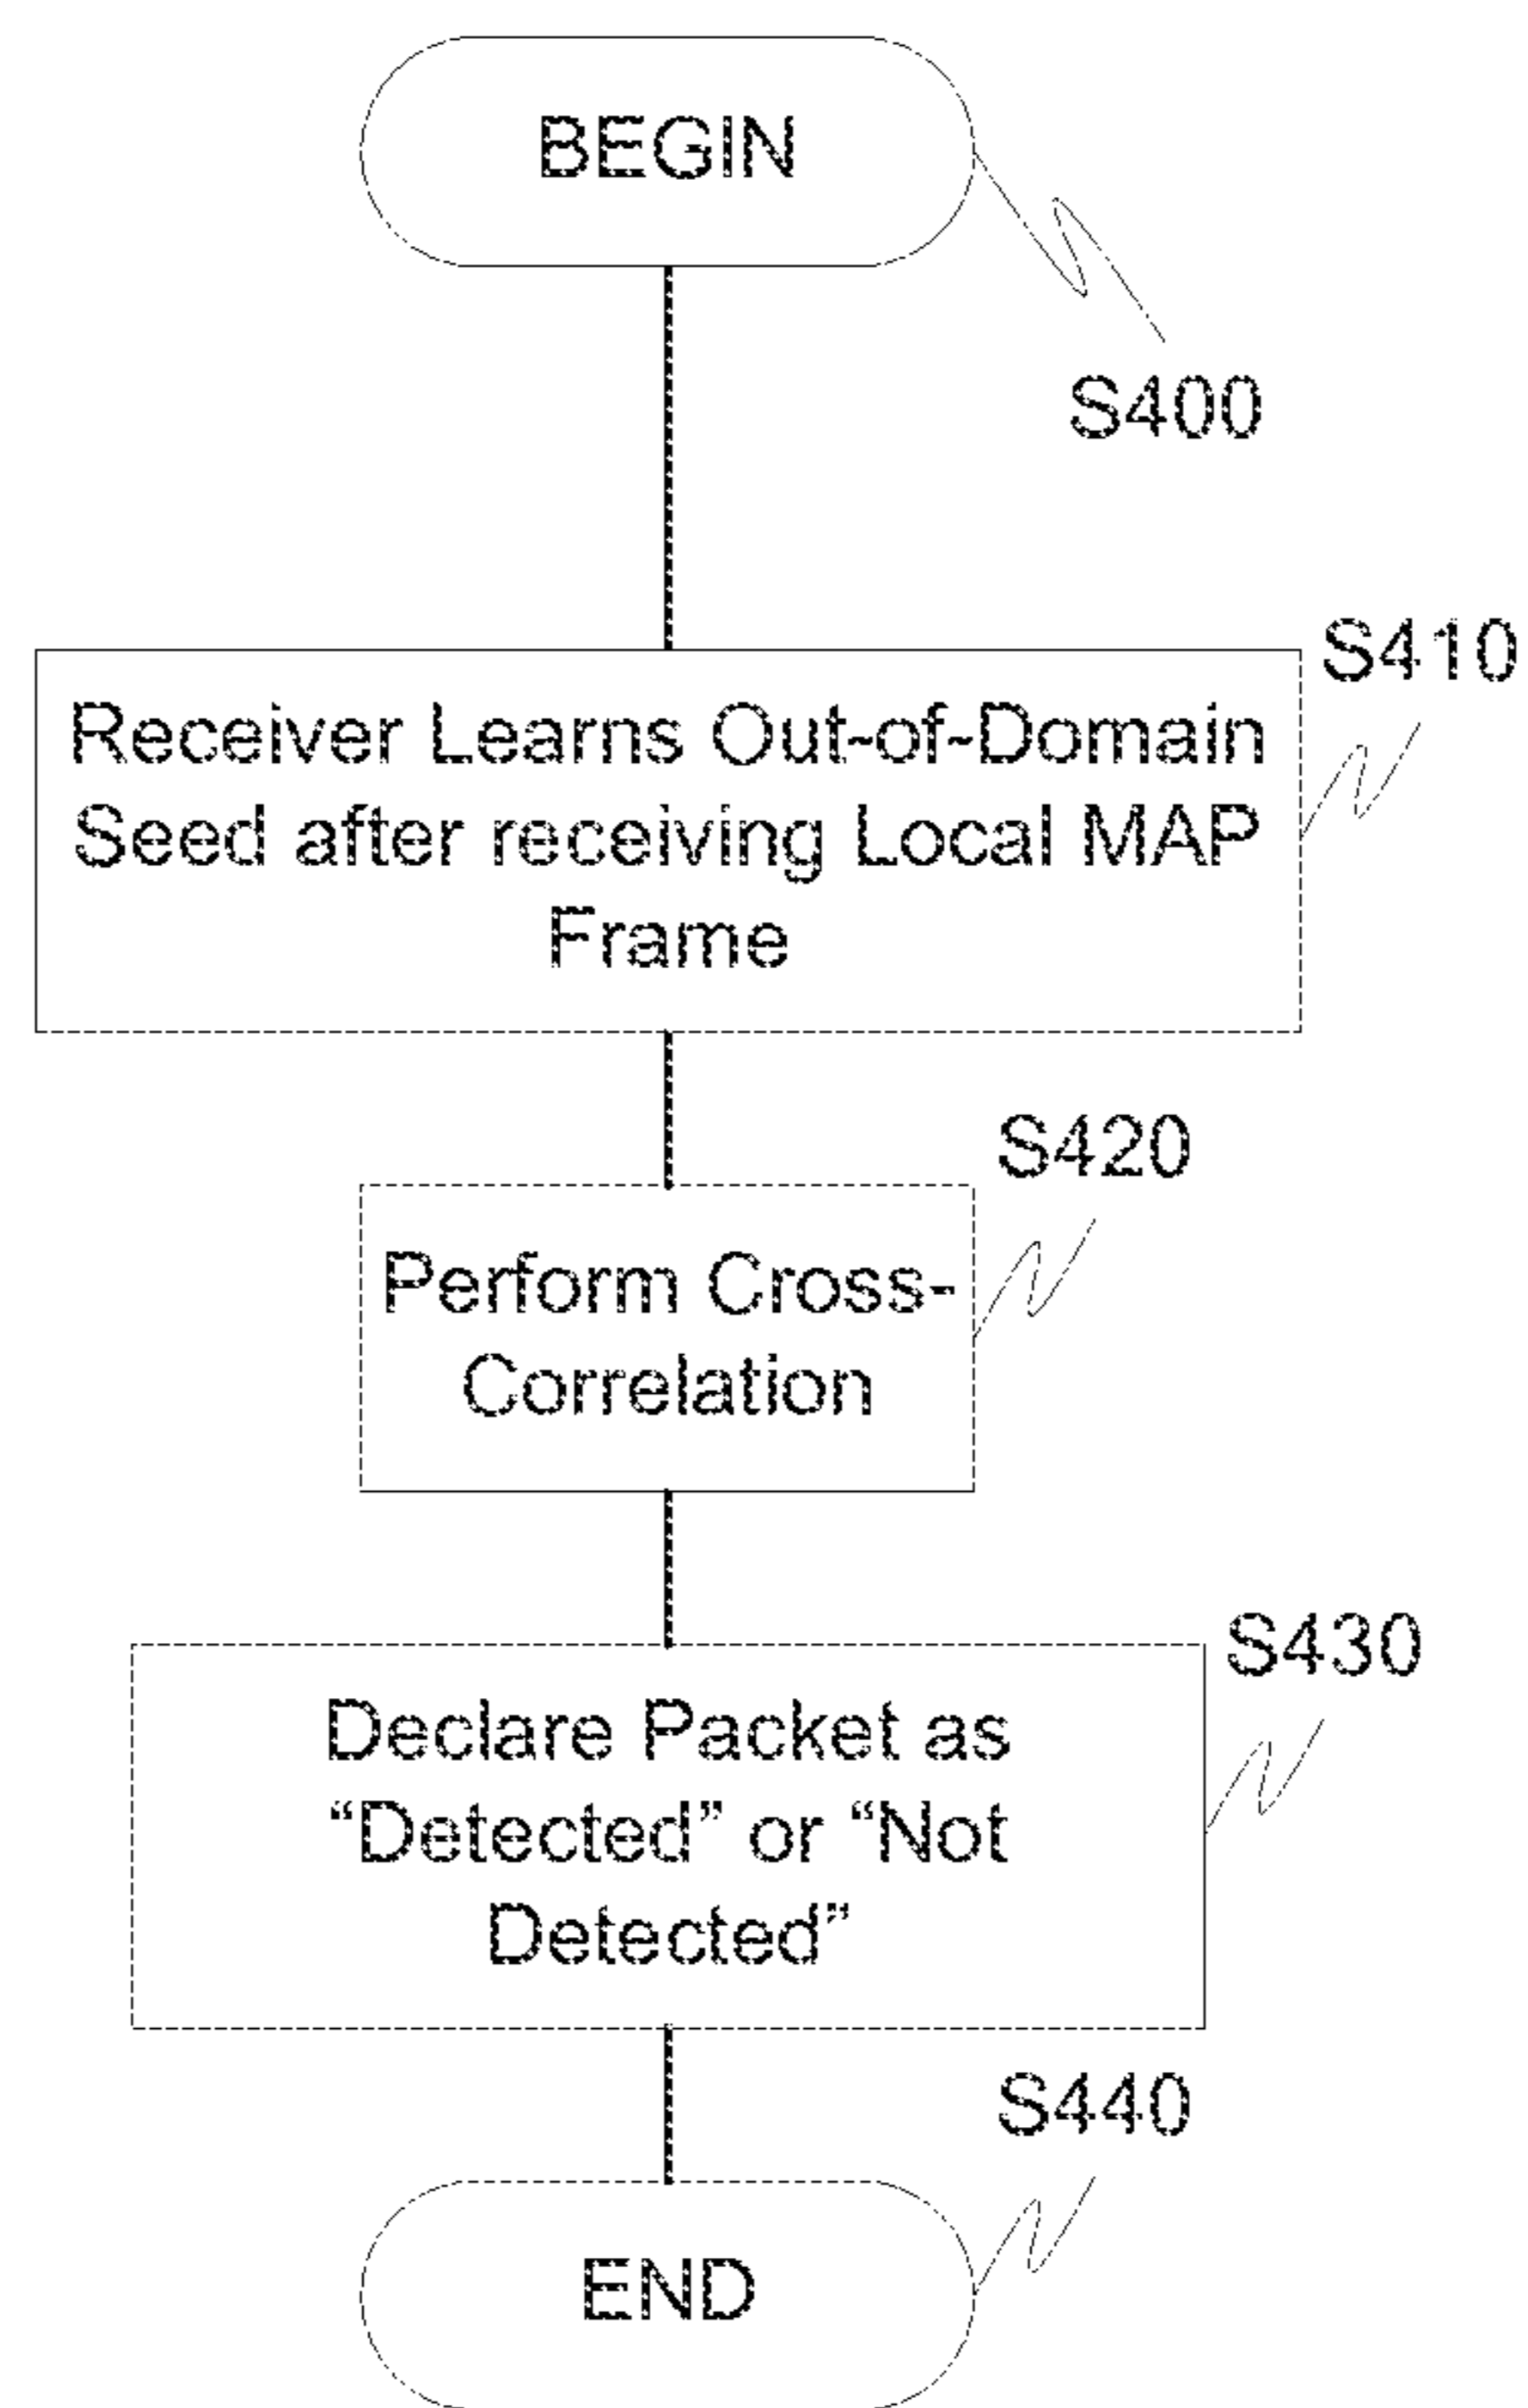 BEGIN
S400
S410
Receiver Learns Out-of-Domain
Seed after receiving Local MAP
Frame
S420
Perform Cross-
Correlation
S430
Declare Packet as
“Detected” or “Not
Detected”
S440
END